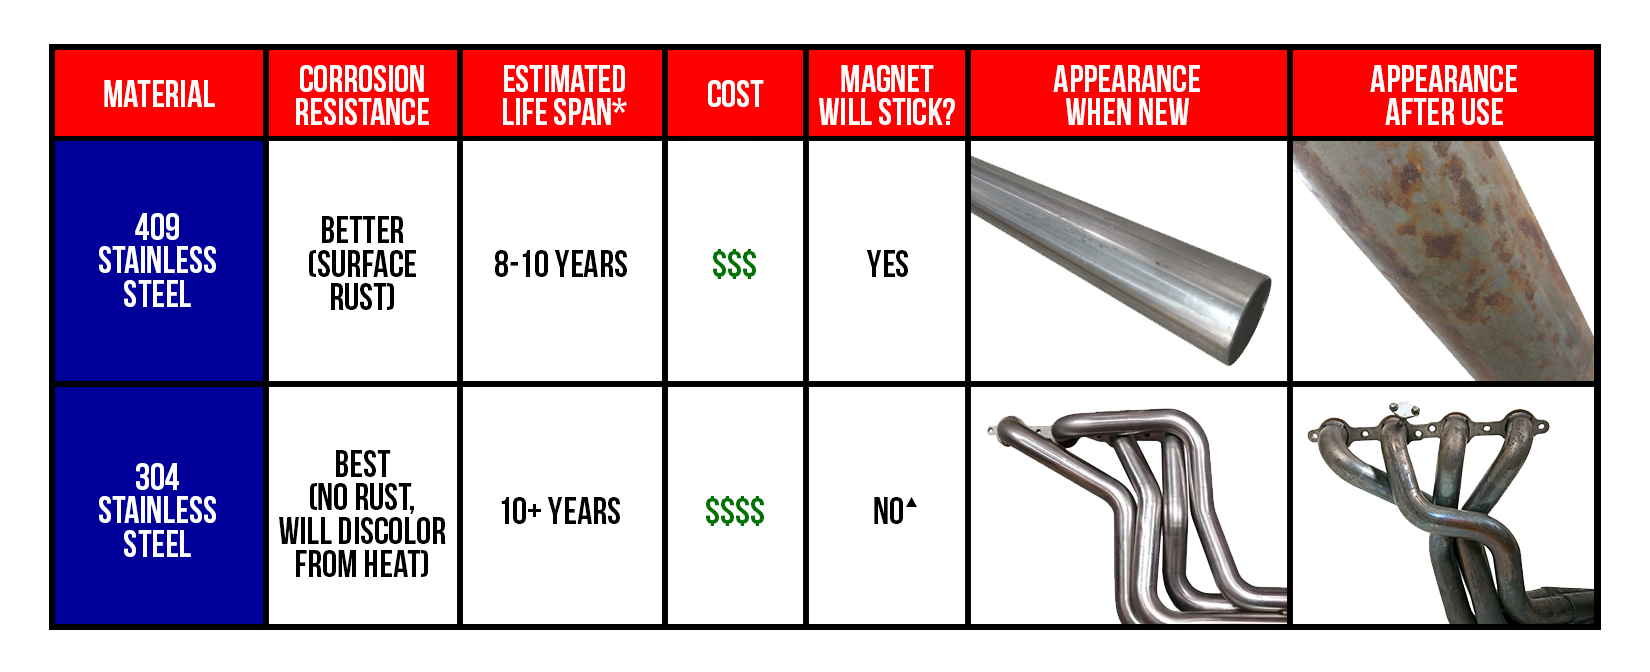 MATERIAL
CORROSION
RESISTANCE
ESTIMATED
LIFE SPAN*
COST
MAGNET
WILL STICK?
APPEARANCE
WHEN NEW
APPEARANCE
AFTER USE
409
STAINLESS
STEEL
BETTER
(SURFACE
RUST)
8-10 YEARS
$$$
YES
304
STAINLESS
STEEL
BEST
(NO RUST,
WILL DISCOLOR
FROM HEAT)
10+ YEARS
$$$$
NO▲